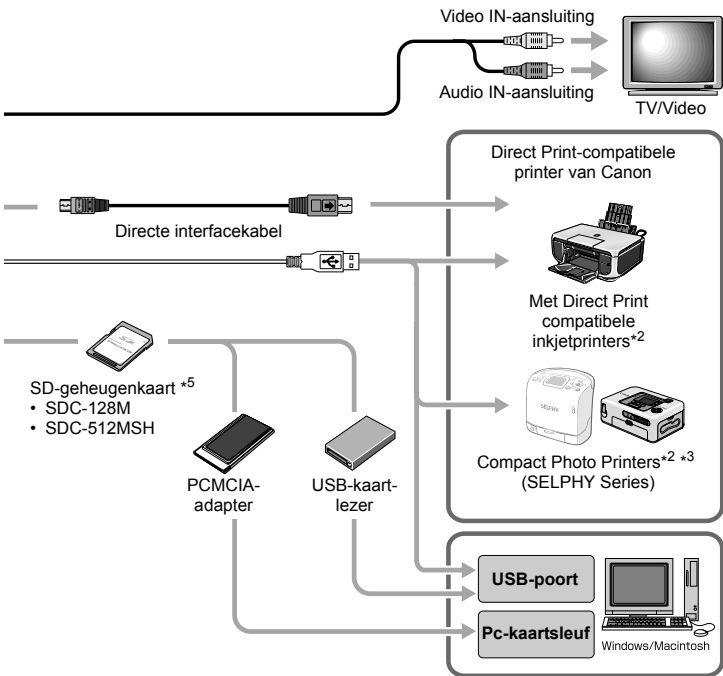 Video IN-aansluiting
Audio IN-aansluiting
TV/Video
Direct Print-compatibele
printer van Canon
Directe interfacekabel
Met Direct Print
compatibele
inkjetprinters*2
SD-geheugenkaart *5
• SDC-128M
• SDC-512MSH
SELPHY
Compact Photo Printers*2 *3
(SELPHY Series)
PCMCIA-
adapter
USB-kaart-
lezer
USB-poort
Pc-kaartsleuf
Windows/Macintosh